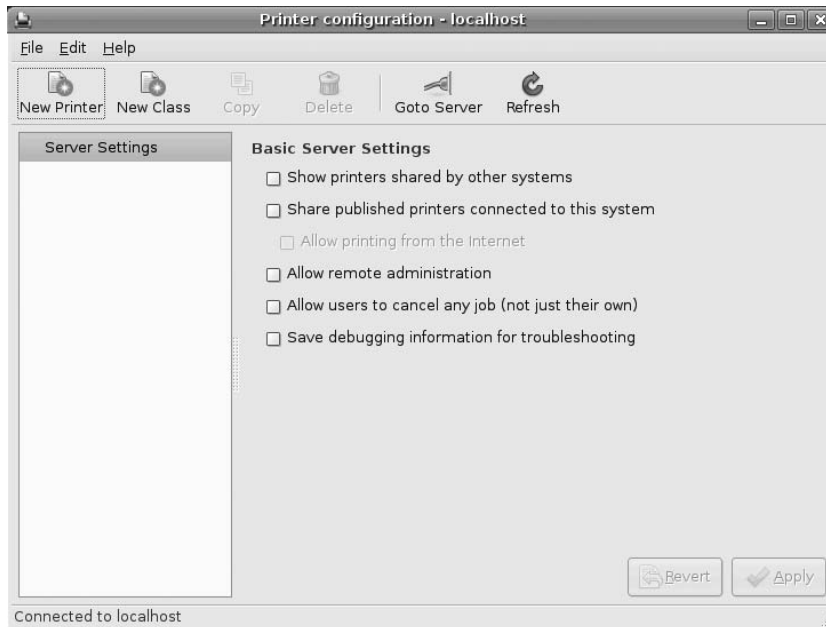 Printer configuration - localhost
File Edit Help
New Printer New Class Copy Delete Goto Server Refresh
Server Settings
Basic Server Settings
Show printers shared by other systems
Share published printers connected to this system
Allow printing from the Internet
Allow remote administration
Allow users to cancel any job (not just their own)
Save debugging information for troubleshooting
Revert Apply
Connected to localhost